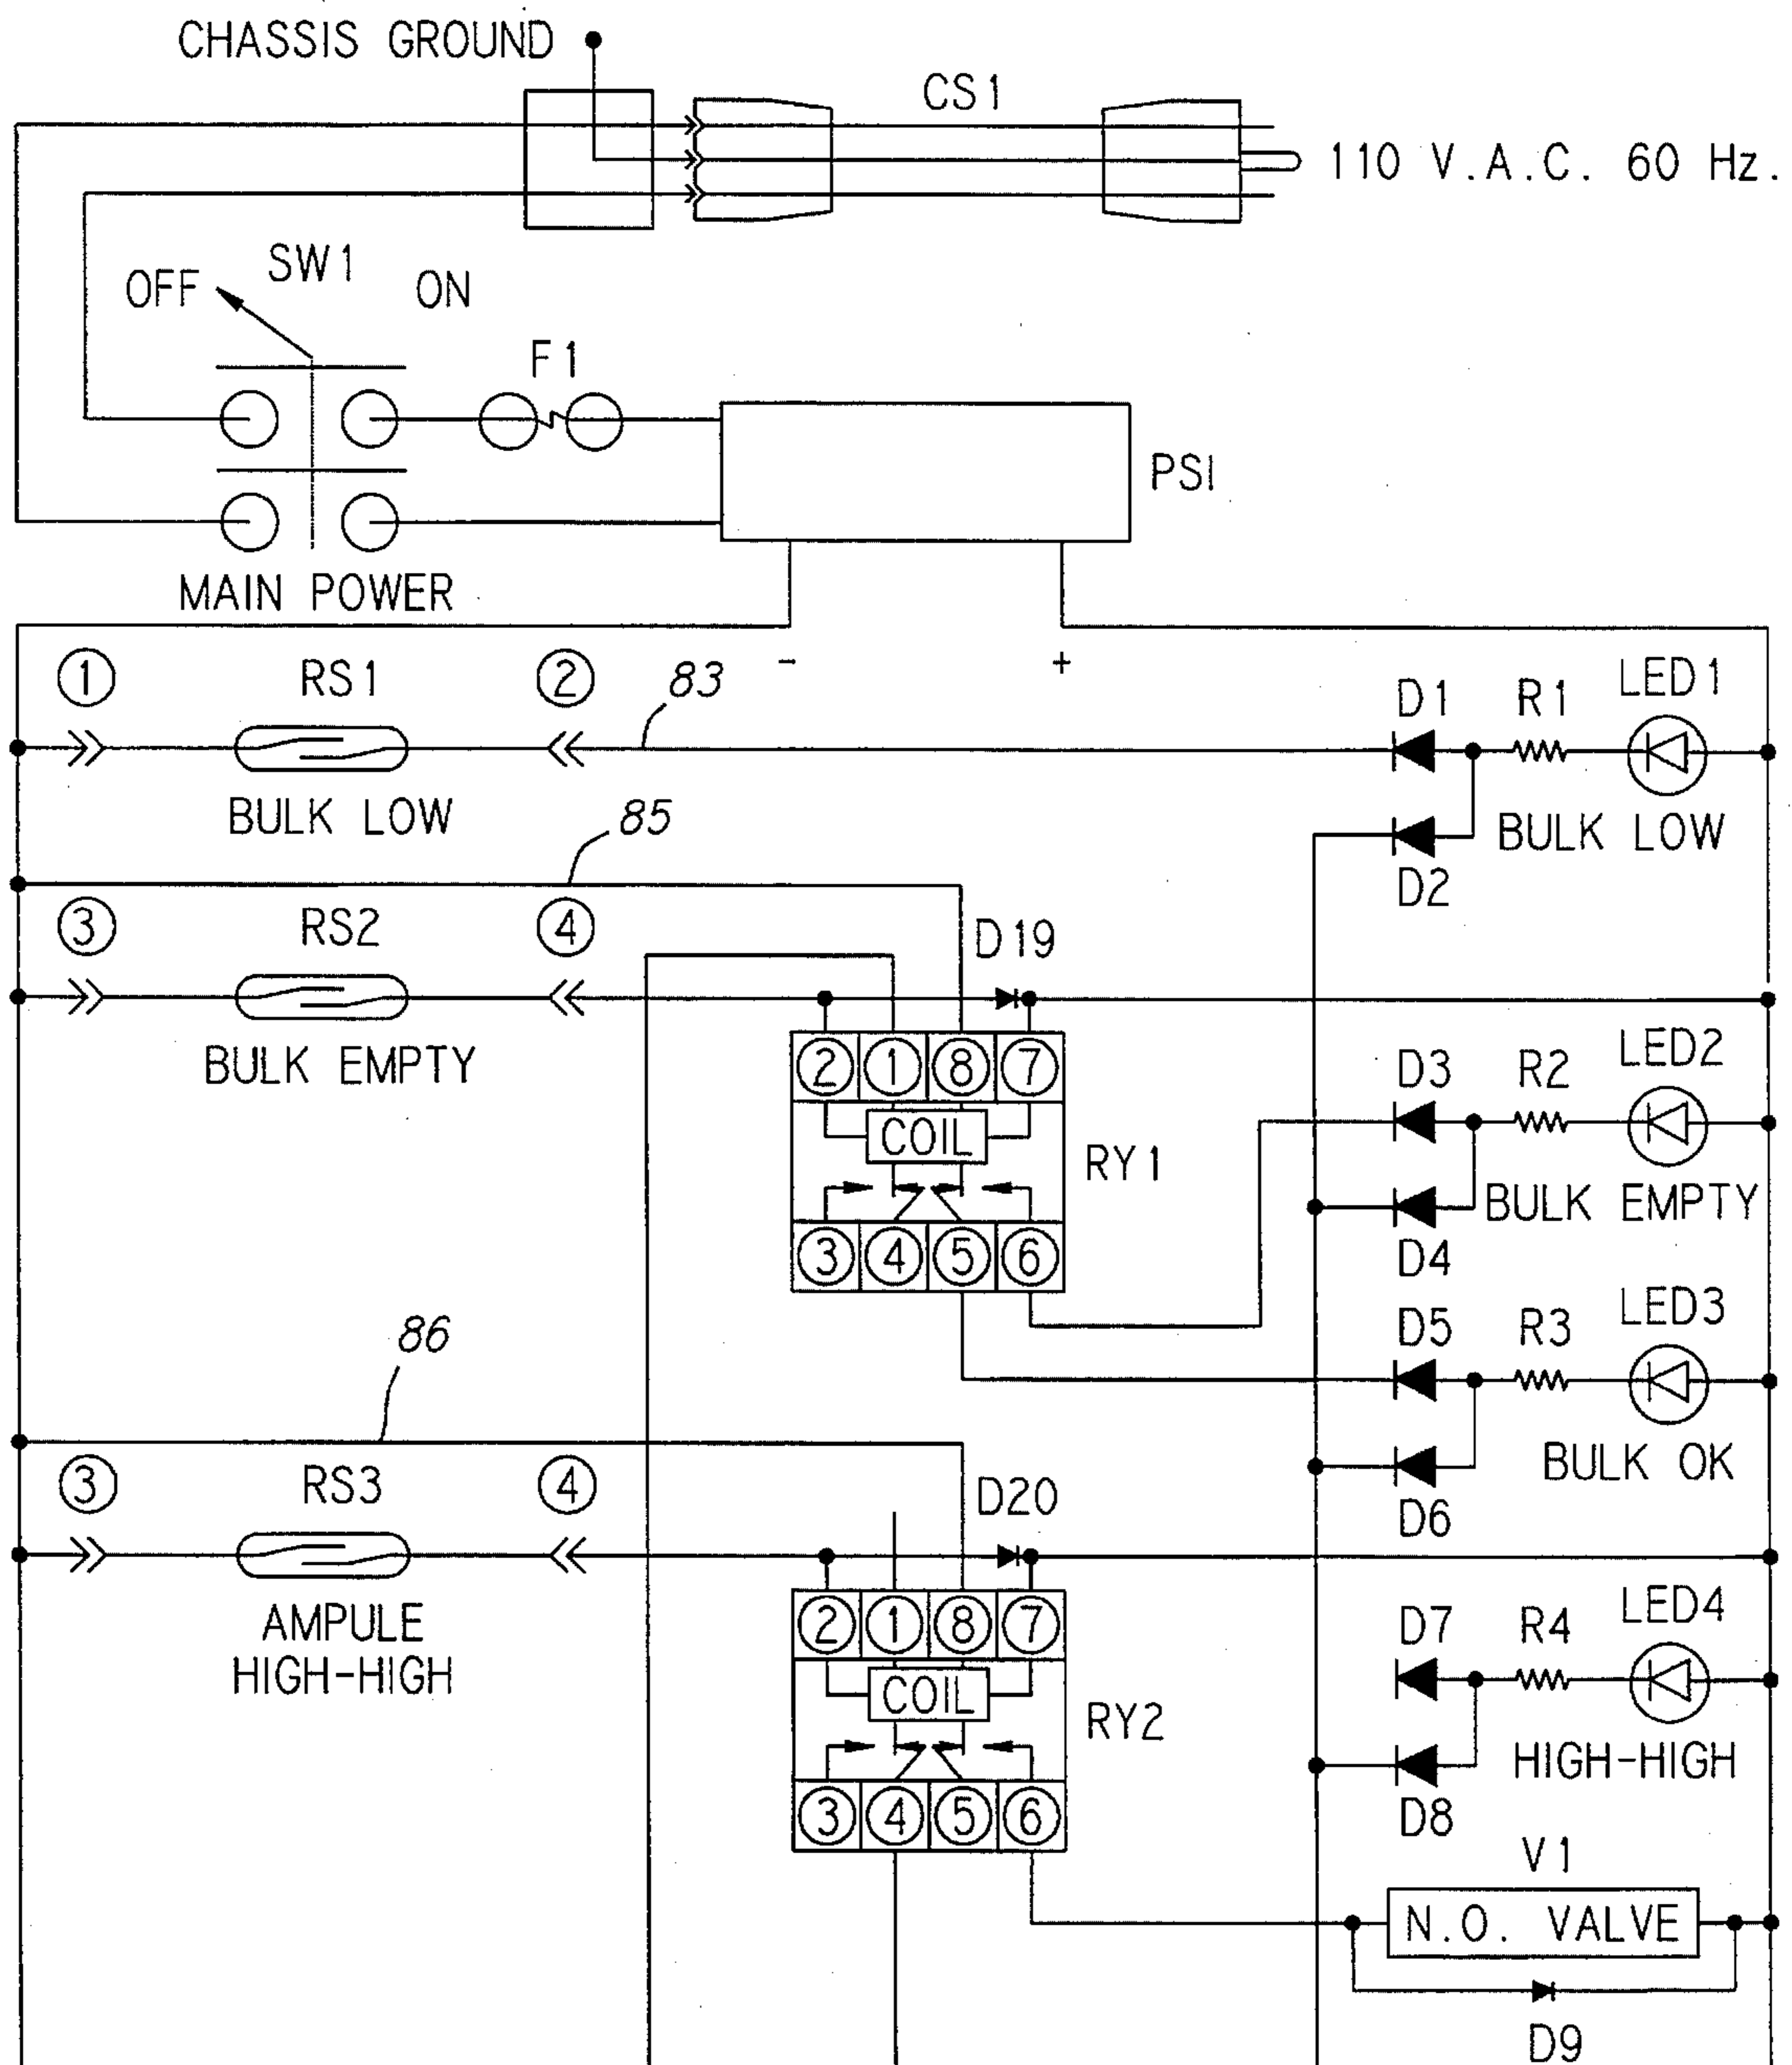 CHASSIS GROUND
CS1
110 V.A.C. 60 Hz.
OFF SW1 ON
F1
PSI
MAIN POWER
- +
1 RS1 2 83 D1 R1 LED1
BULK LOW 85 BULK LOW
D2
3 RS2 4 D19
BULK EMPTY
2 1 8 7 D3 R2 LED2
COIL RY1
BULK EMPTY
3 4 5 6 D4
86 D5 R3 LED3
3 RS3 4 D20 BULK OK
D6
AMPULE
HIGH-HIGH
2 1 8 7 D7 R4 LED4
COIL RY2
HIGH-HIGH
3 4 5 6 D8
V1
N.O. VALVE
D9